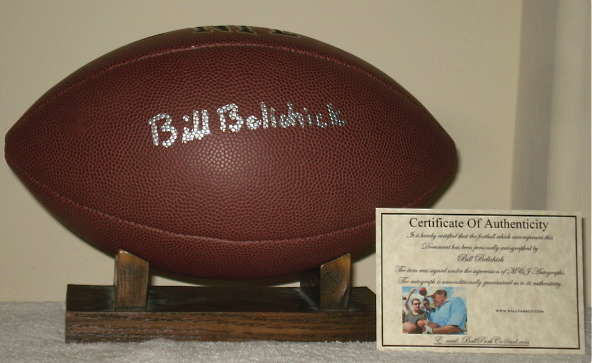 NFL
Bill Belichick
Certificate Of Authenticity
It is hereby certified that the football which accompanies this
Document has been personally autographed by
Bill Belichick
The item was signed under the supervision of M & J Autographs.
The autograph is unconditionally guaranteed as to its authenticity.
E-mail: